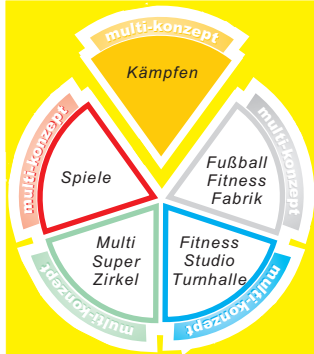 multi-konzept
Kämpfen
multi-konzept
multi-konzept
Spiele
Fußball
Fitness
Fabrik
Multi
Super
Zirkel
Fitness
Studio
Turnhalle
multi-konzept
multi-konzept